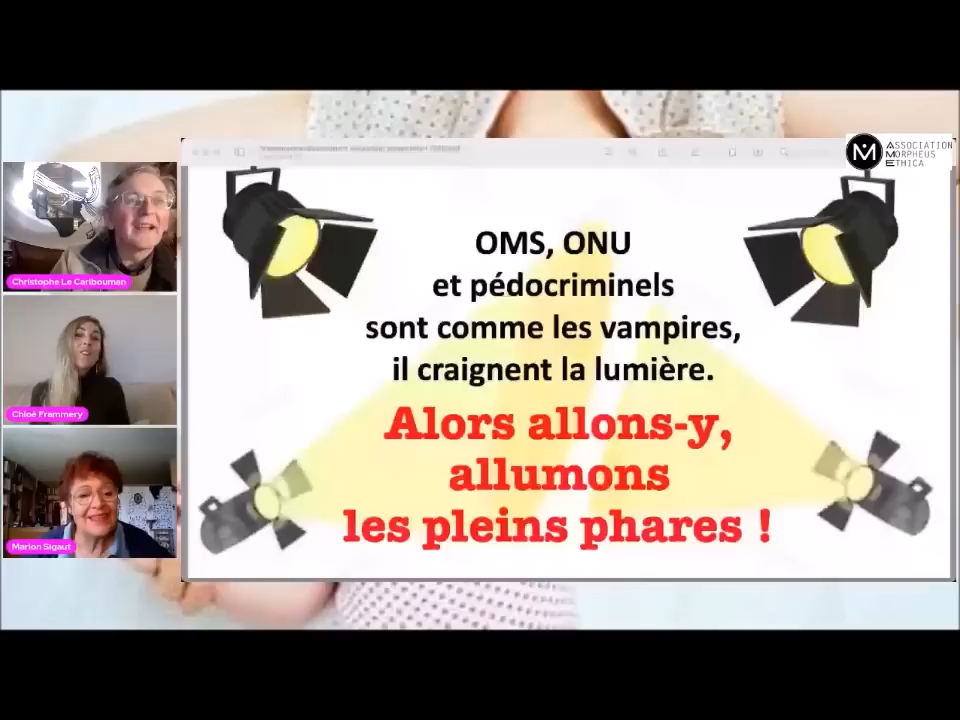 ASSOCIATION
MORPHEUS
ETHICA
M
OMS, ONU
et pédocriminels
sont comme les vampires,
il craignent la lumière.
Alors allons-y,
allumons
les pleins phares !
Christophe Le Caribouman
Chloé Frammery
Marion Sigaut